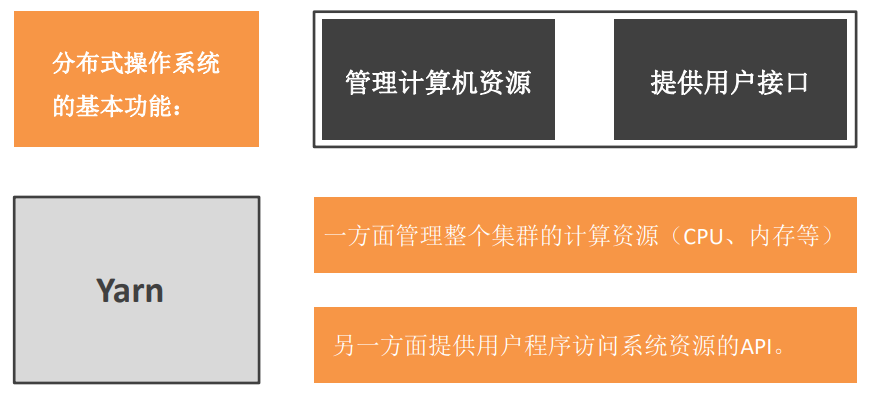 分布式操作系统
的基本功能：
管理计算机资源
提供用户接口
Yarn
一方面管理整个集群的计算资源（CPU、内存等）
另一方面提供用户程序访问系统资源的API。